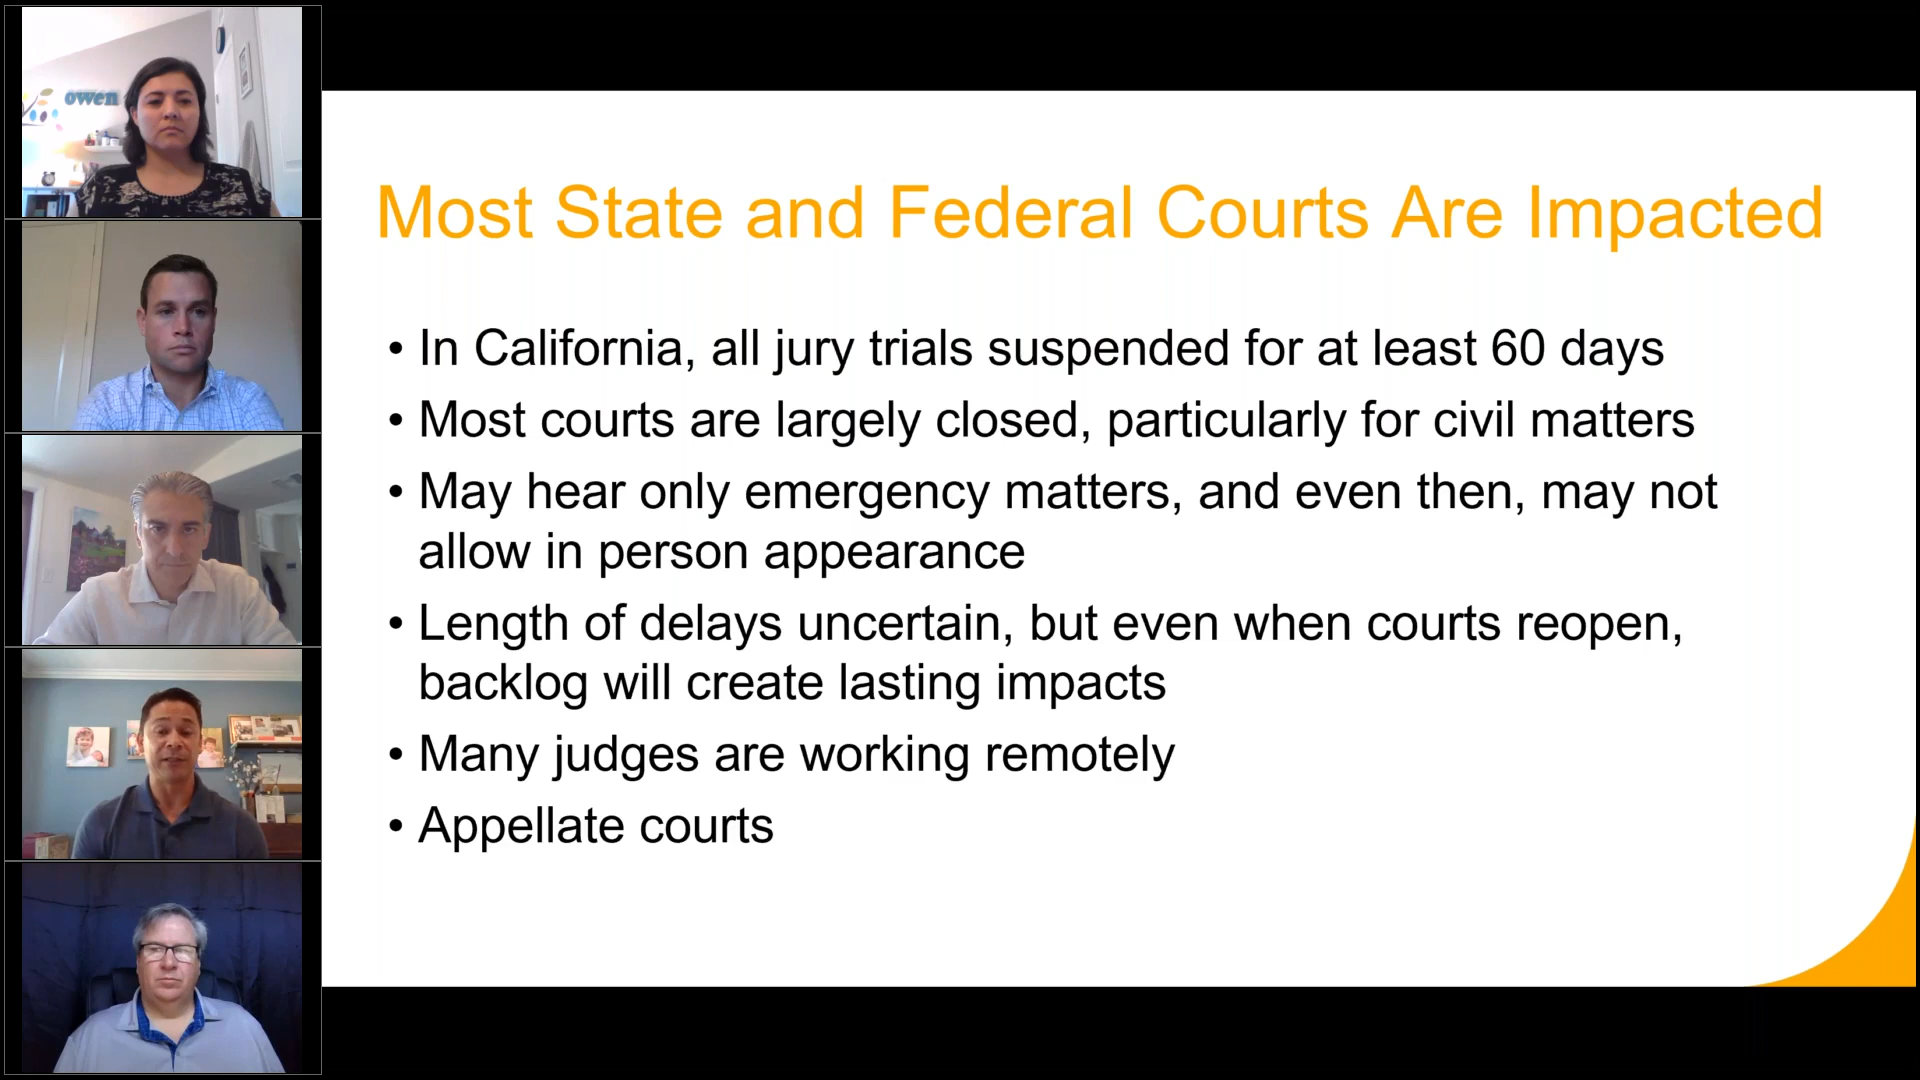 owen
Most State and Federal Courts Are Impacted
• In California, all jury trials suspended for at least 60 days
• Most courts are largely closed, particularly for civil matters
• May hear only emergency matters, and even then, may not
allow in person appearance
• Length of delays uncertain, but even when courts reopen,
backlog will create lasting impacts
• Many judges are working remotely
• Appellate courts